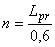 n = L_pr / 0,6